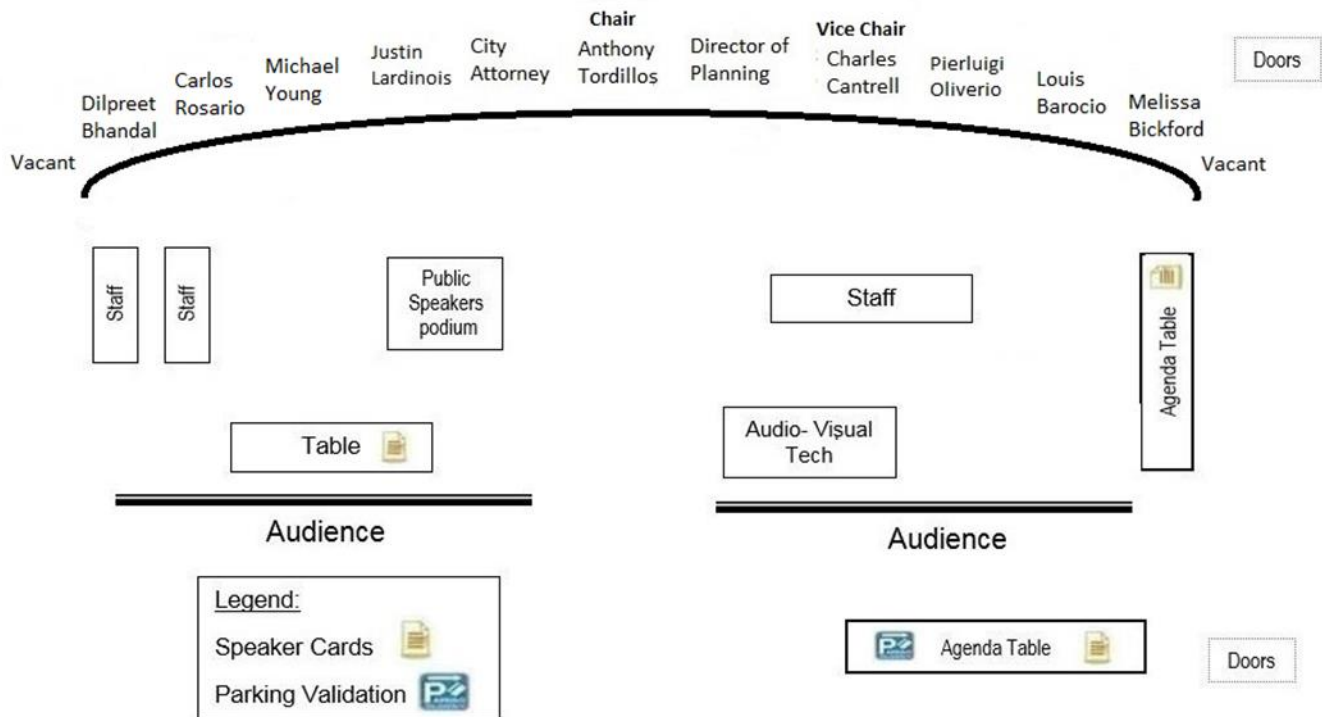 Chair
Anthony
Tordillos
Vice Chair
Charles
Cantrell
City
Attorney
Director of
Planning
Justin
Lardinois
Michael
Young
Carlos
Rosario
Dilpreet
Bhandal
Vacant
Pierluigi
Oliverio
Louis
Barocio
Melissa
Bickford
Vacant
Doors
Staff
Staff
Public
Speakers
podium
Staff
Agenda Table
Table
Audio- Visual
Tech
Audience
Audience
Legend:
Speaker Cards
Parking Validation
Agenda Table
Doors